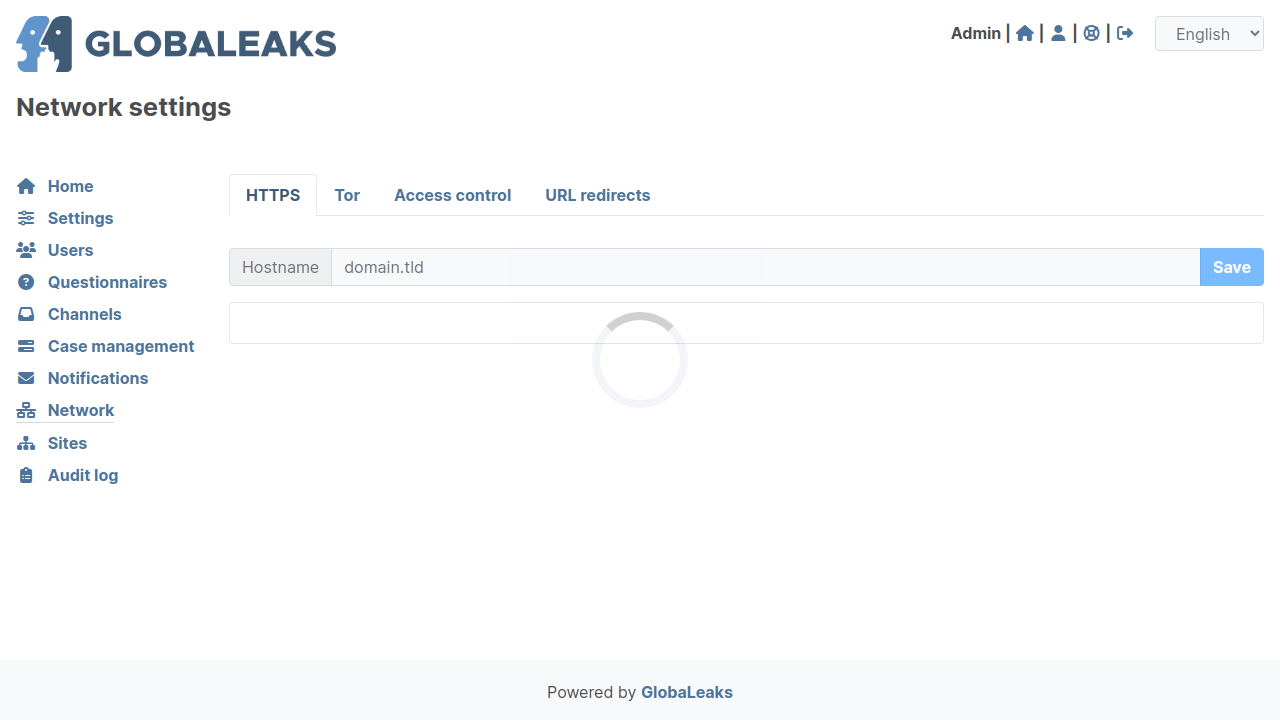 GLOBALEAKS
Admin | | | |
English
Network settings
Home
Settings
Users
Questionnaires
Channels
Case management
Notifications
Network
Sites
Audit log
HTTPS Tor Access control URL redirects
Hostname domain.tld Save
Powered by GlobaLeaks